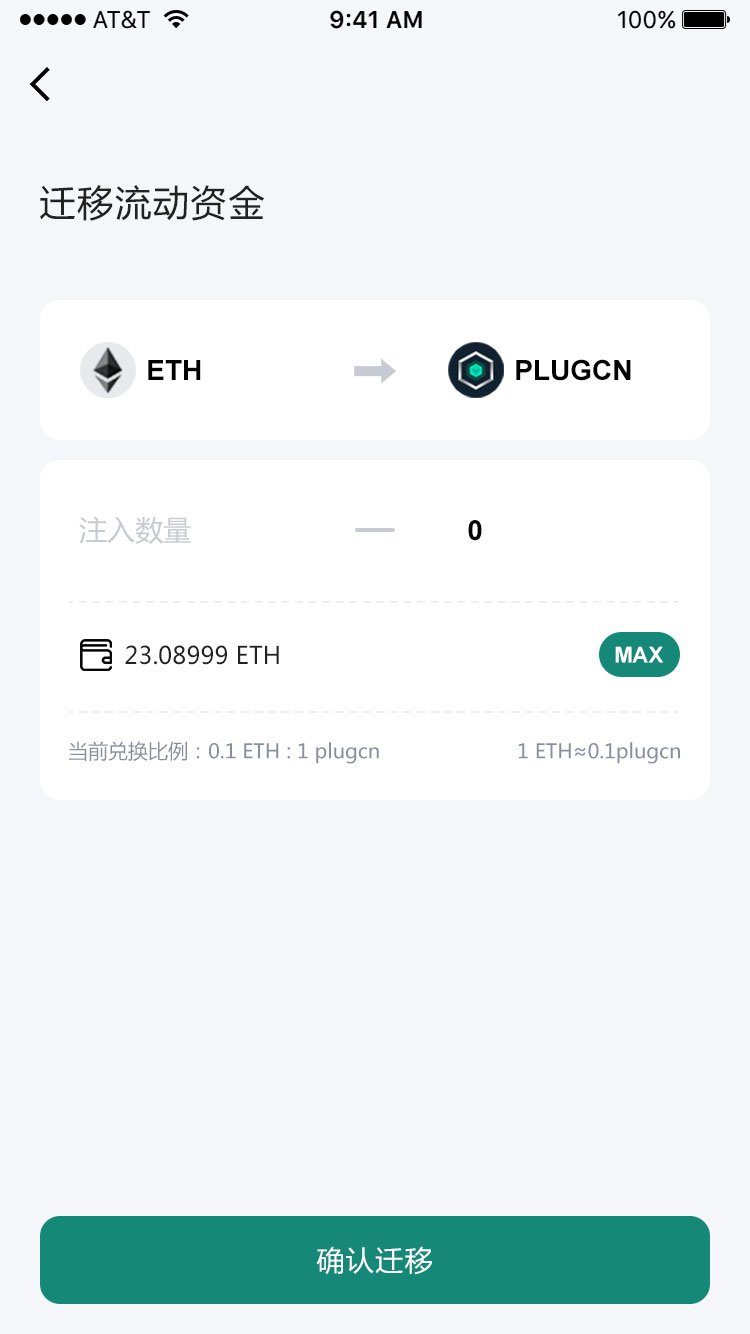 AT&T 9:41 AM 100%
迁移流动资金
ETH PLUGCN
注入数量 0
23.08999 ETH MAX
当前兑换比例：0.1 ETH : 1 plugcn 1 ETH≈0.1plugcn
确认迁移